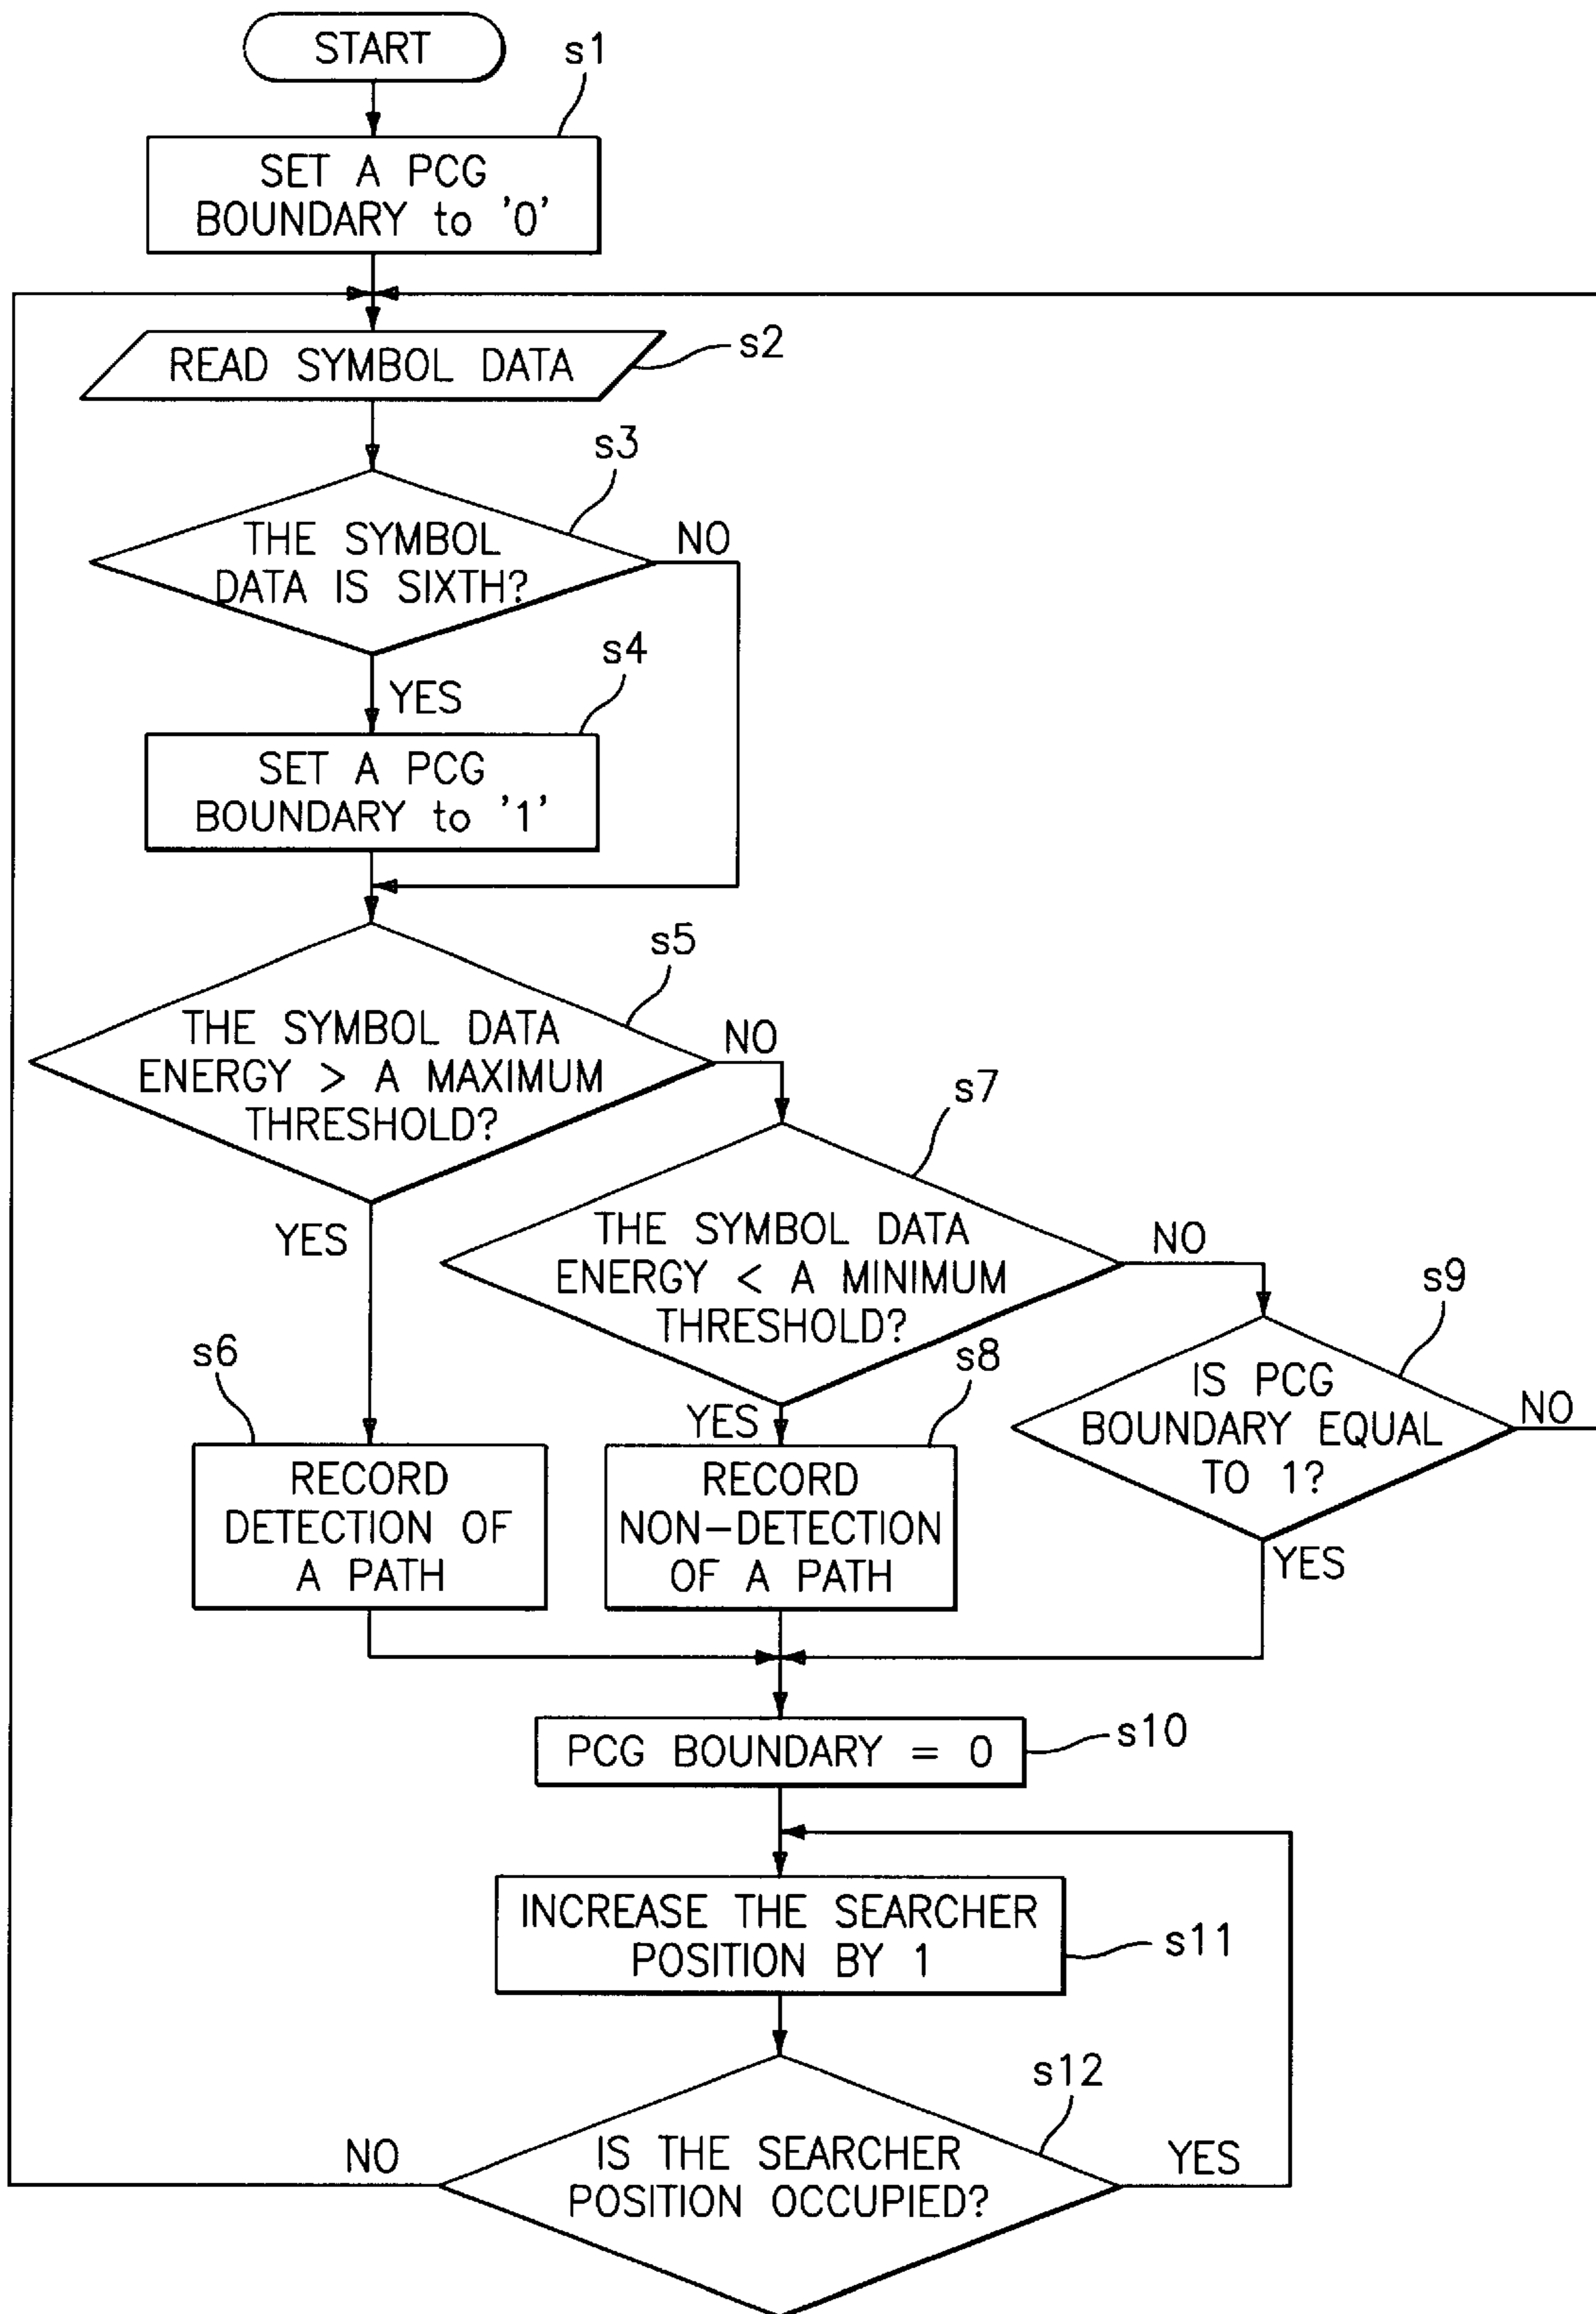 START
s1
SET A PCG
BOUNDARY to '0'
READ SYMBOL DATA
s2
s3
THE SYMBOL
DATA IS SIXTH?
NO
s4
YES
SET A PCG
BOUNDARY to '1'
s5
THE SYMBOL DATA
ENERGY > A MAXIMUM
THRESHOLD?
NO
YES
s7
THE SYMBOL DATA
ENERGY < A MINIMUM
THRESHOLD?
NO
YES
s9
IS PCG
BOUNDARY EQUAL
TO 1?
NO
YES
s6
RECORD
DETECTION OF
A PATH
s8
RECORD
NON-DETECTION
OF A PATH
PCG BOUNDARY = 0
s10
INCREASE THE SEARCHER
POSITION BY 1
s11
s12
NO
IS THE SEARCHER
POSITION OCCUPIED?
YES